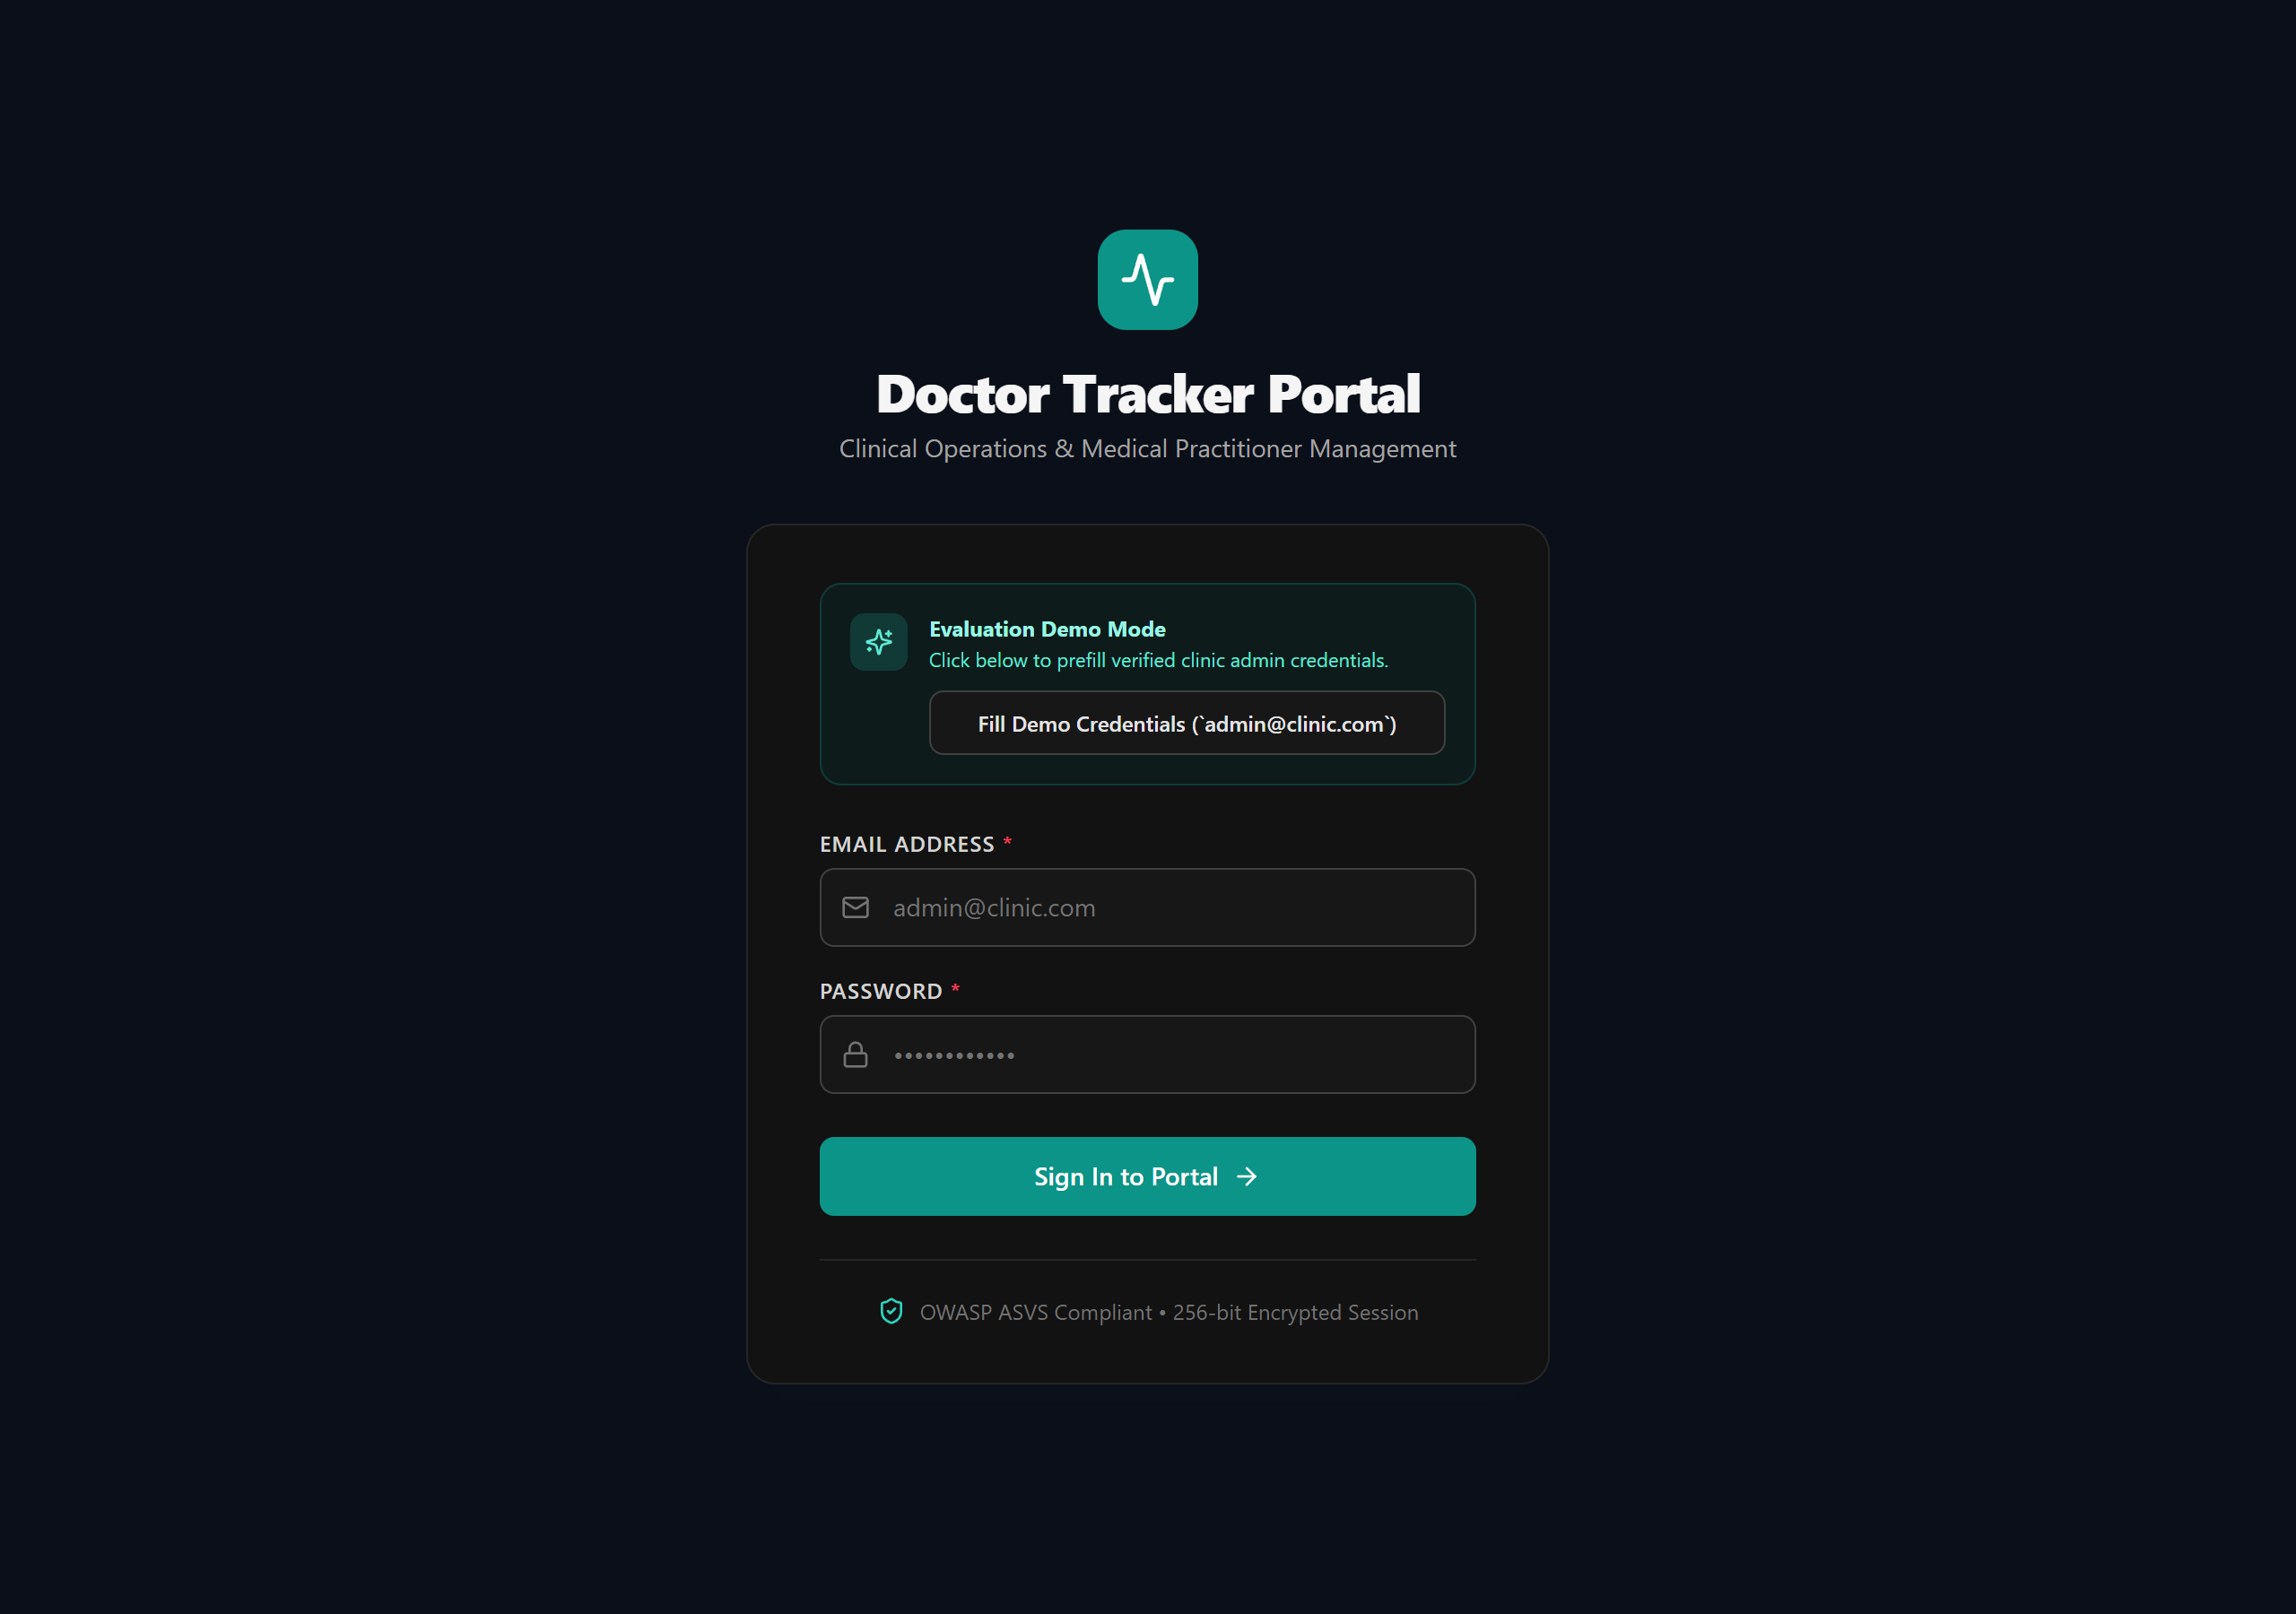 Doctor Tracker Portal
Clinical Operations & Medical Practitioner Management
Evaluation Demo Mode
Click below to prefill verified clinic admin credentials.
Fill Demo Credentials (`admin@clinic.com`)
EMAIL ADDRESS *
admin@clinic.com
PASSWORD *
••••••••••••
Sign In to Portal →
OWASP ASVS Compliant • 256-bit Encrypted Session